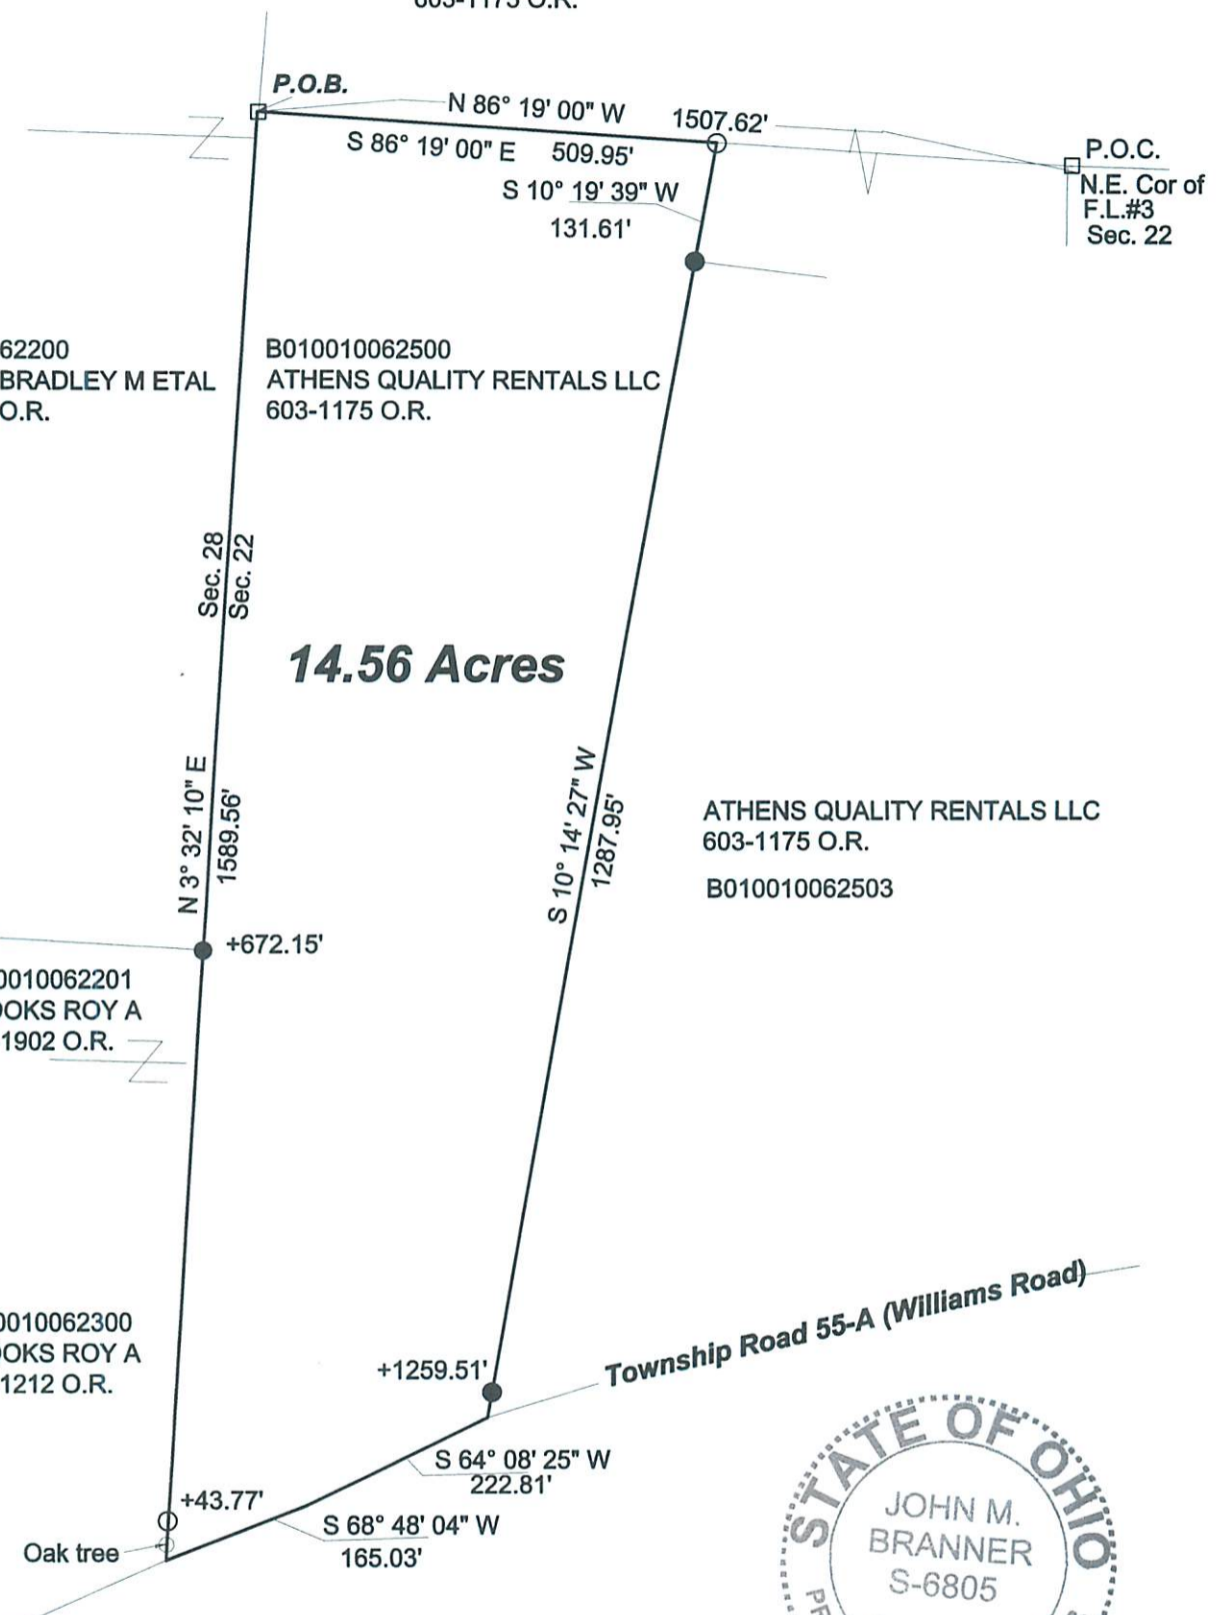 603-1175 O.R.
P.O.B.
N 86° 19' 00" W
1507.62'
S 86° 19' 00" E 509.95'
P.O.C.
N.E. Cor of
F.L.#3
Sec. 22
S 10° 19' 39" W
131.61'
62200
BRADLEY M ETAL
O.R.
B010010062500
ATHENS QUALITY RENTALS LLC
603-1175 O.R.
Sec. 28
Sec. 22
14.56 Acres
N 3° 32' 10" E
1589.56'
S 10° 14' 27" W
1287.95'
ATHENS QUALITY RENTALS LLC
603-1175 O.R.
B010010062503
+672.15'
0010062201
OOKS ROY A
1902 O.R.
0010062300
OOKS ROY A
1212 O.R.
+1259.51'
Township Road 55-A (Williams Road)
S 64° 08' 25" W
222.81'
+43.77'
S 68° 48' 04" W
165.03'
Oak tree
STATE OF OHIO
JOHN M.
BRANNER
S-6805